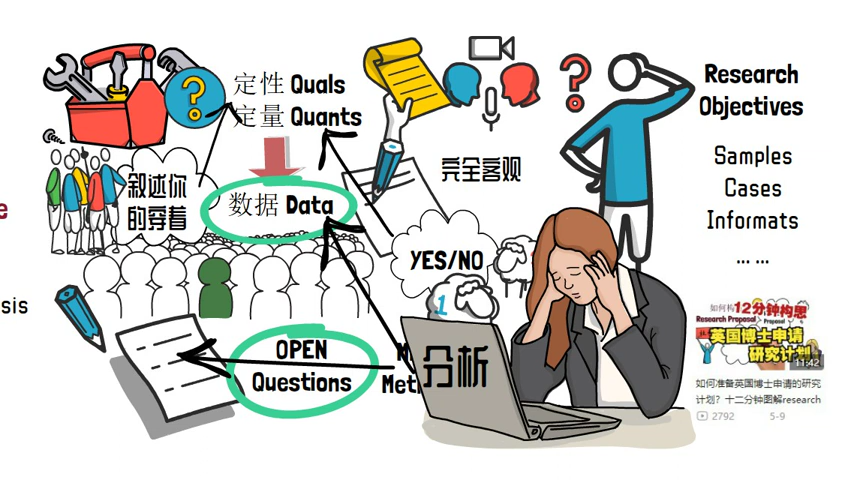 定性 Quals
定量 Quants
叙述你
的穿着
数据 Data
完全客观
YES/NO
1
OPEN
Questions
分析
Research
Objectives
Samples
Cases
Informats
... ...
sis
e
如何构12分钟构思
Research Proposal
Proposal
英国博士申请
研究计划
11:42
如何准备英国博士申请的研究
计划？十二分钟图解research
2792
5-9